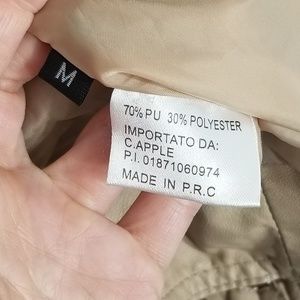 M
70% PU 30% POLYESTER
IMPORTATO DA:
C.APPLE
P.I. 01871060974
MADE IN P.R.C